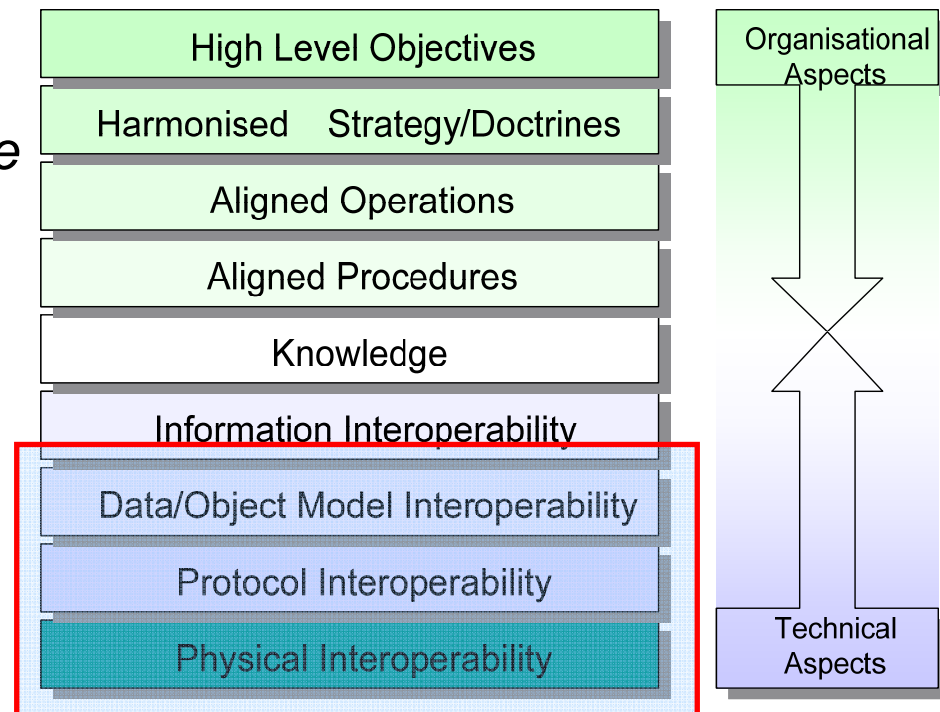 High Level Objectives
Harmonised Strategy/Doctrines
e
Aligned Operations
Aligned Procedures
Knowledge
Information Interoperability
Data/Object Model Interoperability
Protocol Interoperability
Physical Interoperability
Organisational
Aspects
Technical
Aspects